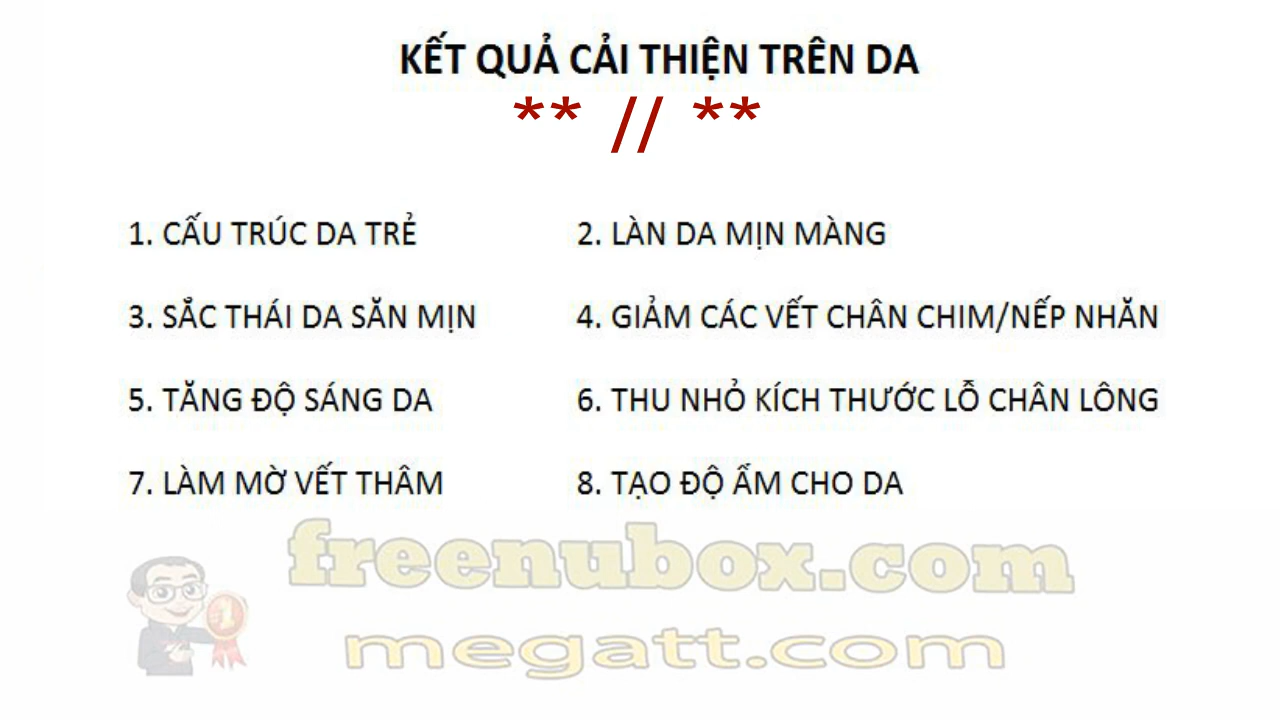 KẾT QUẢ CẢI THIỆN TRÊN DA
** // **
1. CẤU TRÚC DA TRẺ 2. LÀN DA MỊN MÀNG
3. SẮC THÁI DA SĂN MỊN 4. GIẢM CÁC VẾT CHÂN CHIM/NẾP NHĂN
5. TĂNG ĐỘ SÁNG DA 6. THU NHỎ KÍCH THƯỚC LỖ CHÂN LÔNG
7. LÀM MỜ VẾT THÂM 8. TẠO ĐỘ ẨM CHO DA
freenubox.com
1
megatt.com